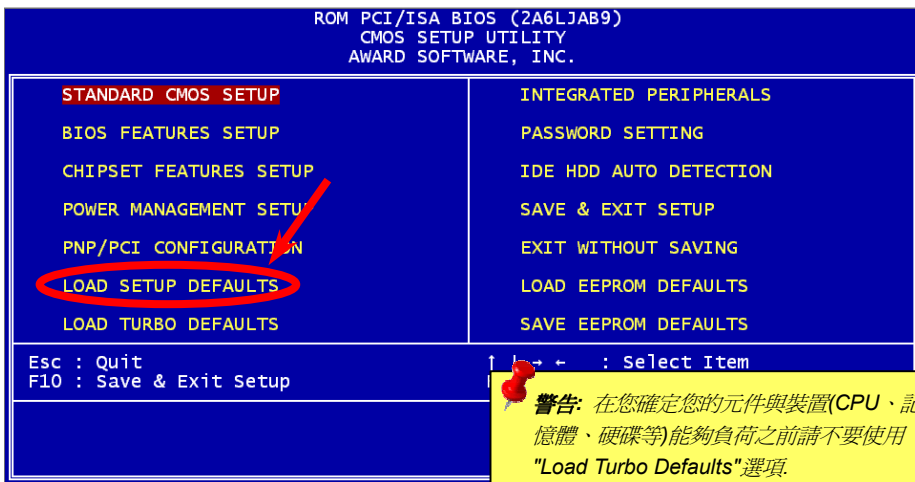 ROM PCI/ISA BIOS (2A6LJAB9)
CMOS SETUP UTILITY
AWARD SOFTWARE, INC.
STANDARD CMOS SETUP
BIOS FEATURES SETUP
CHIPSET FEATURES SETUP
POWER MANAGEMENT SETUP
PNP/PCI CONFIGURATION
LOAD SETUP DEFAULTS
LOAD TURBO DEFAULTS
INTEGRATED PERIPHERALS
PASSWORD SETTING
IDE HDD AUTO DETECTION
SAVE & EXIT SETUP
EXIT WITHOUT SAVING
LOAD EEPROM DEFAULTS
SAVE EEPROM DEFAULTS
Esc : Quit
F10 : Save & Exit Setup
↑ ↓ → ← : Select Item
警告: 在您確定您的元件與裝置(CPU、記
憶體、硬碟等)能夠負荷之前請不要使用
"Load Turbo Defaults"選項.